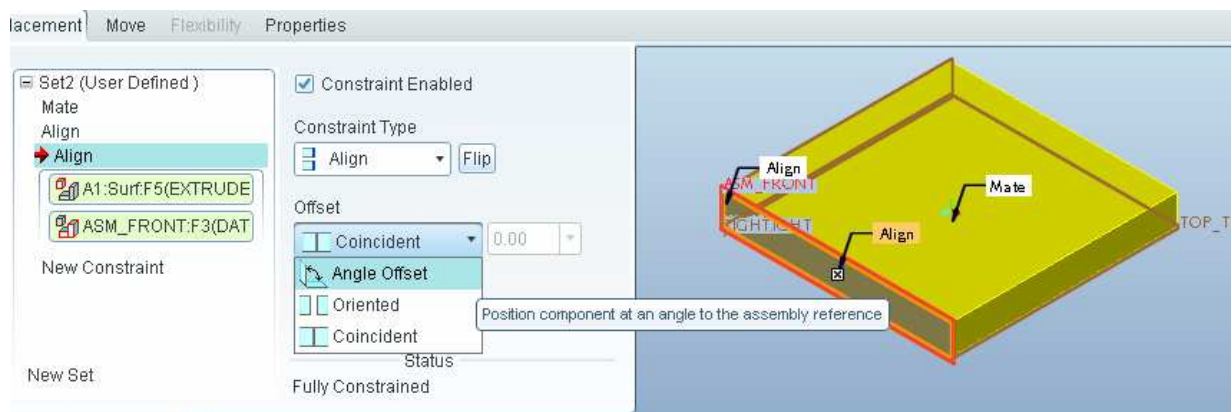 lacement Move Flexibility Properties
Set2 (User Defined )
Mate
Align
Align
A1:Surf:F5(EXTRUDE
ASM_FRONT:F3(DAT
New Constraint
New Set
Constraint Enabled
Constraint Type
Align Flip
Offset
Coincident 0.00
Angle Offset
Oriented
Coincident
Position component at an angle to the assembly reference
Status
Fully Constrained
Align
ASM_FRONT
Mate
Align
TOP_T